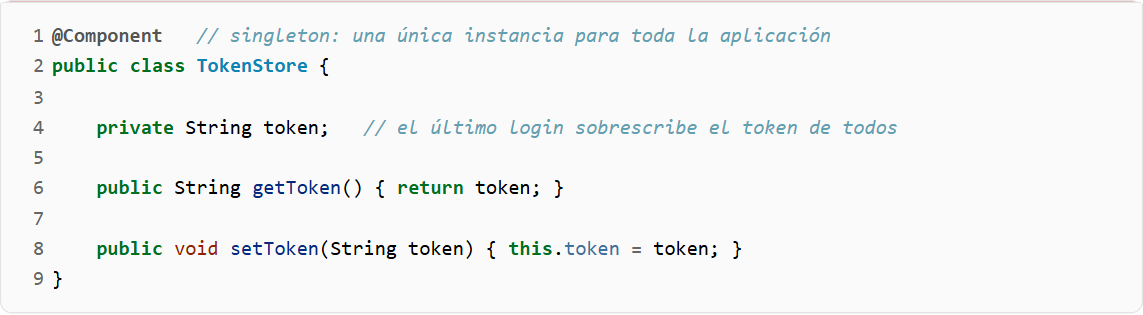 1 @Component   // singleton: una única instancia para toda la aplicación
2 public class TokenStore {
3
4     private String token;   // el último login sobrescribe el token de todos
5
6     public String getToken() { return token; }
7
8     public void setToken(String token) { this.token = token; }
9 }